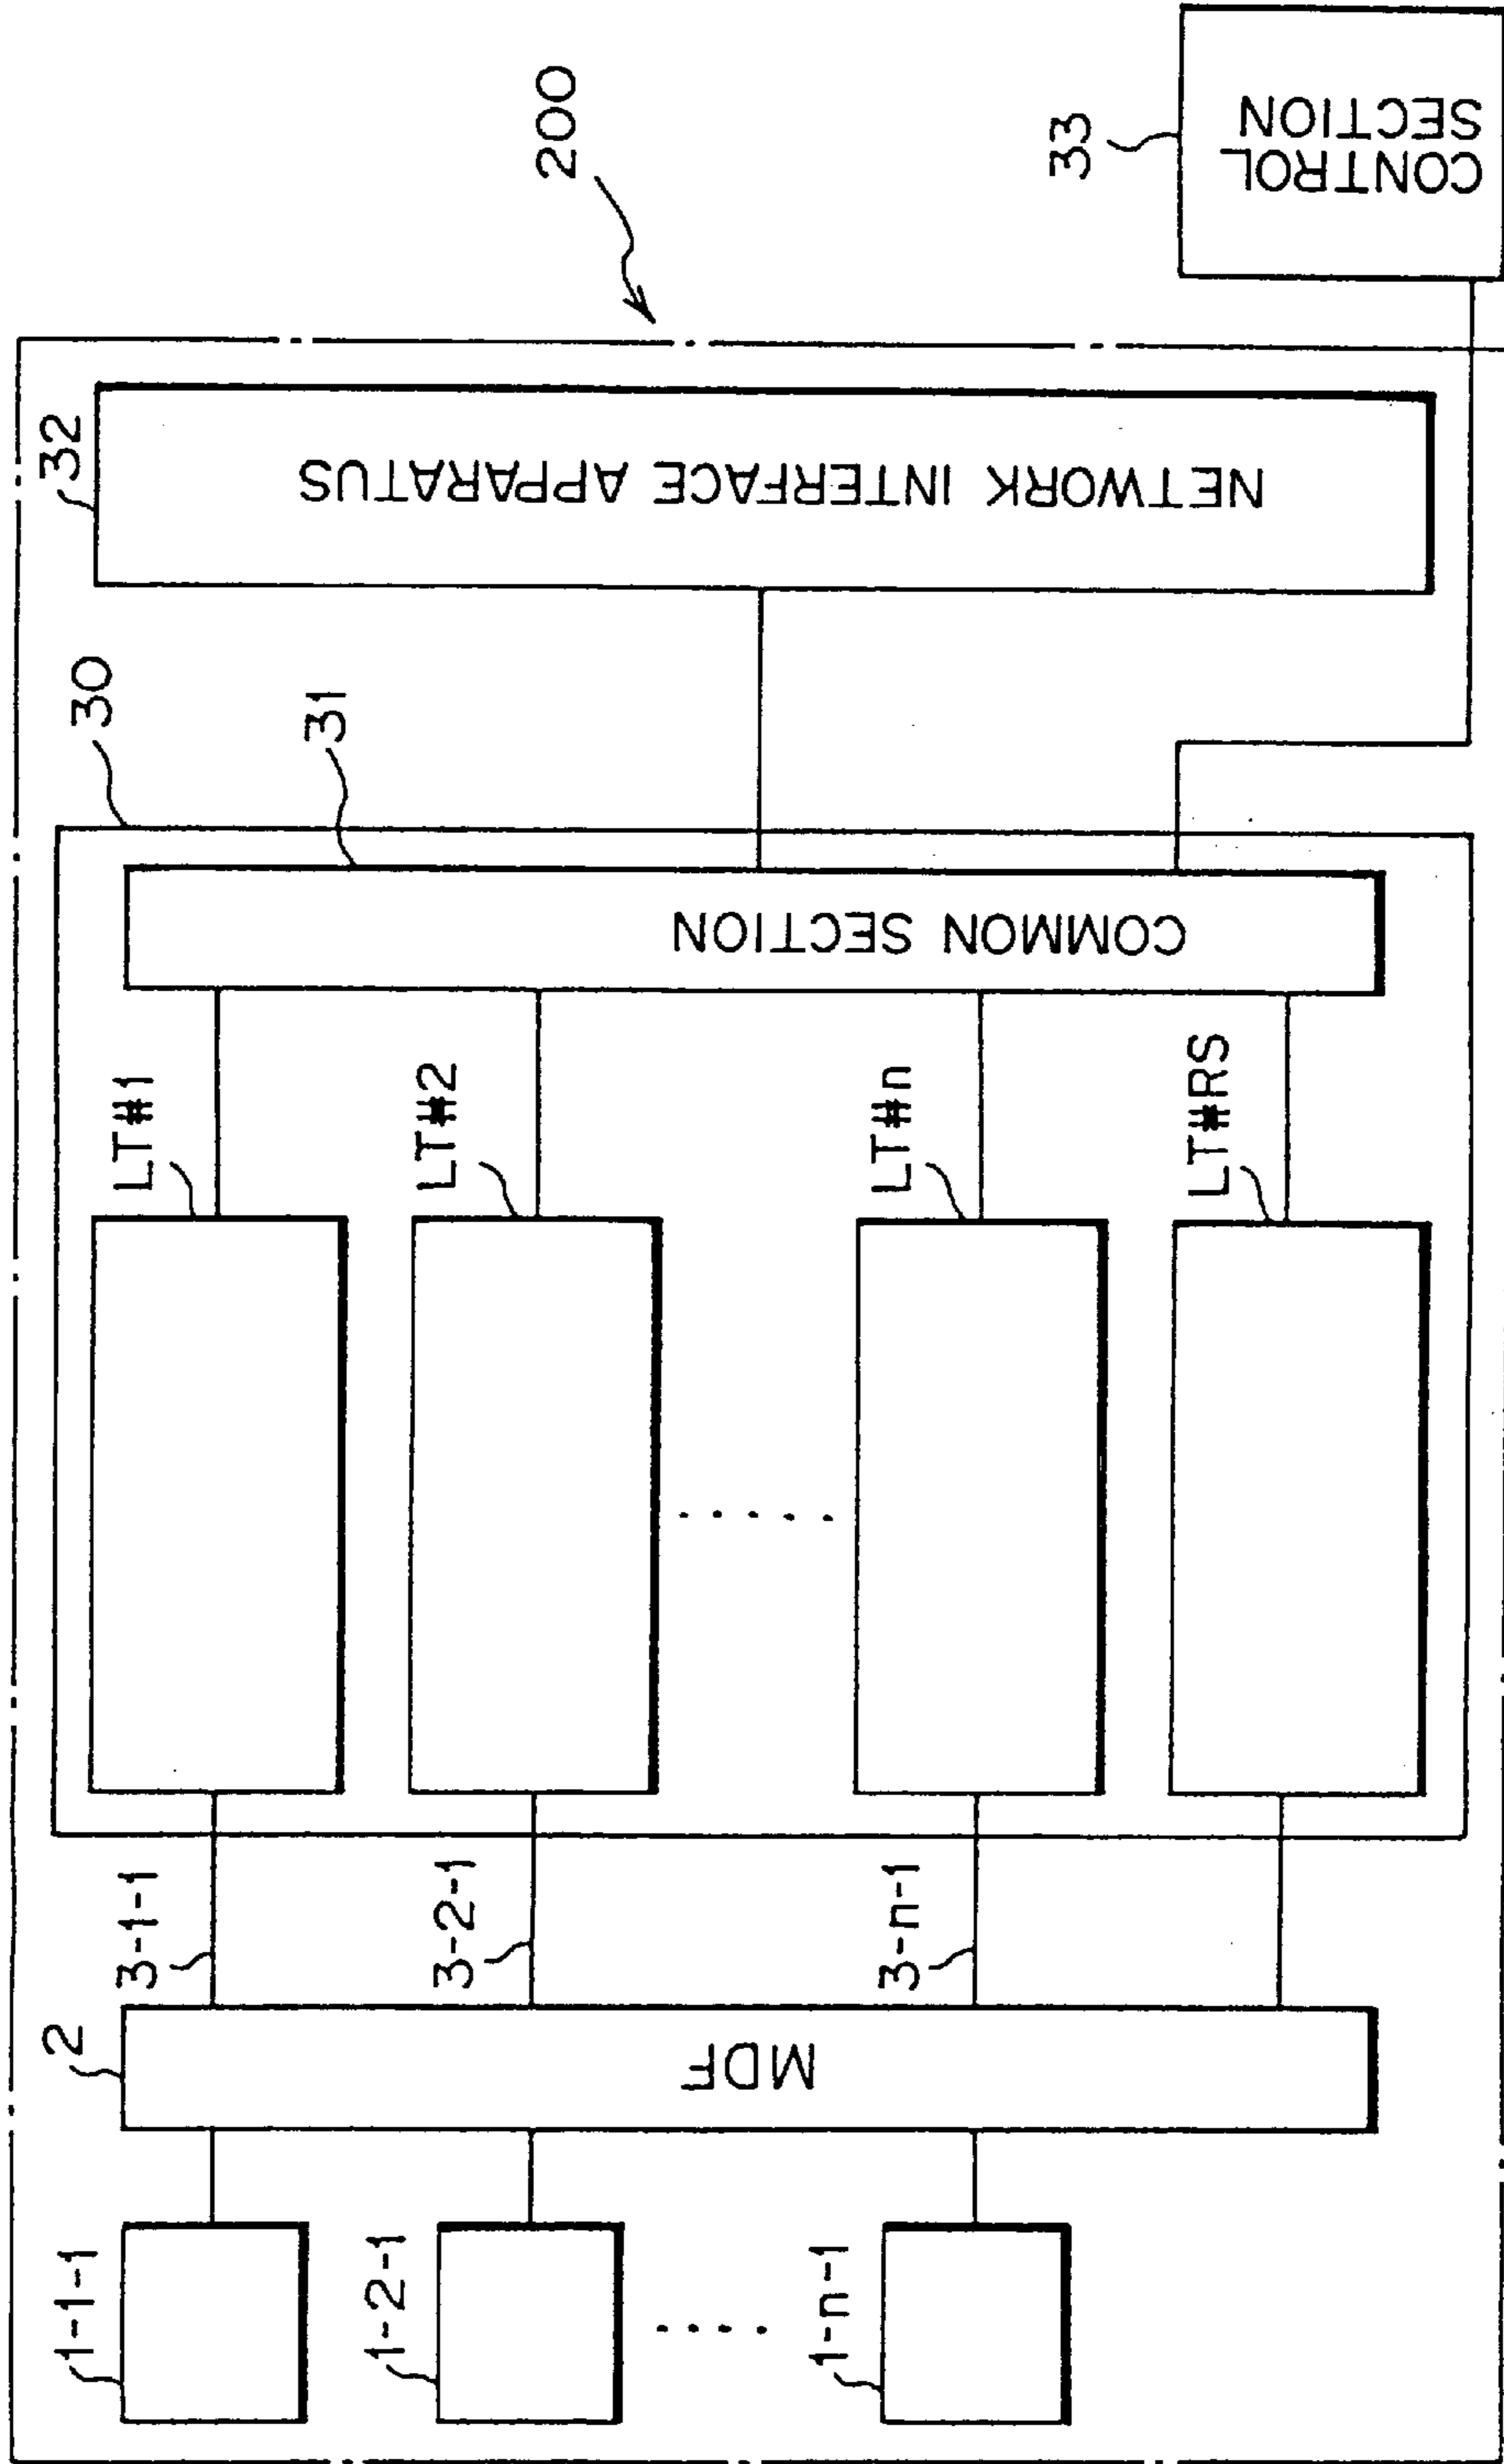 200
32
NETWORK INTERFACE APPARATUS
33
CONTROL
SECTION
30
31
COMMON SECTION
LT#1
LT#2
LT#n
LT#RS
3-1-1
3-2-1
3-n-1
2
MDF
1-1-1
1-2-1
1-n-1